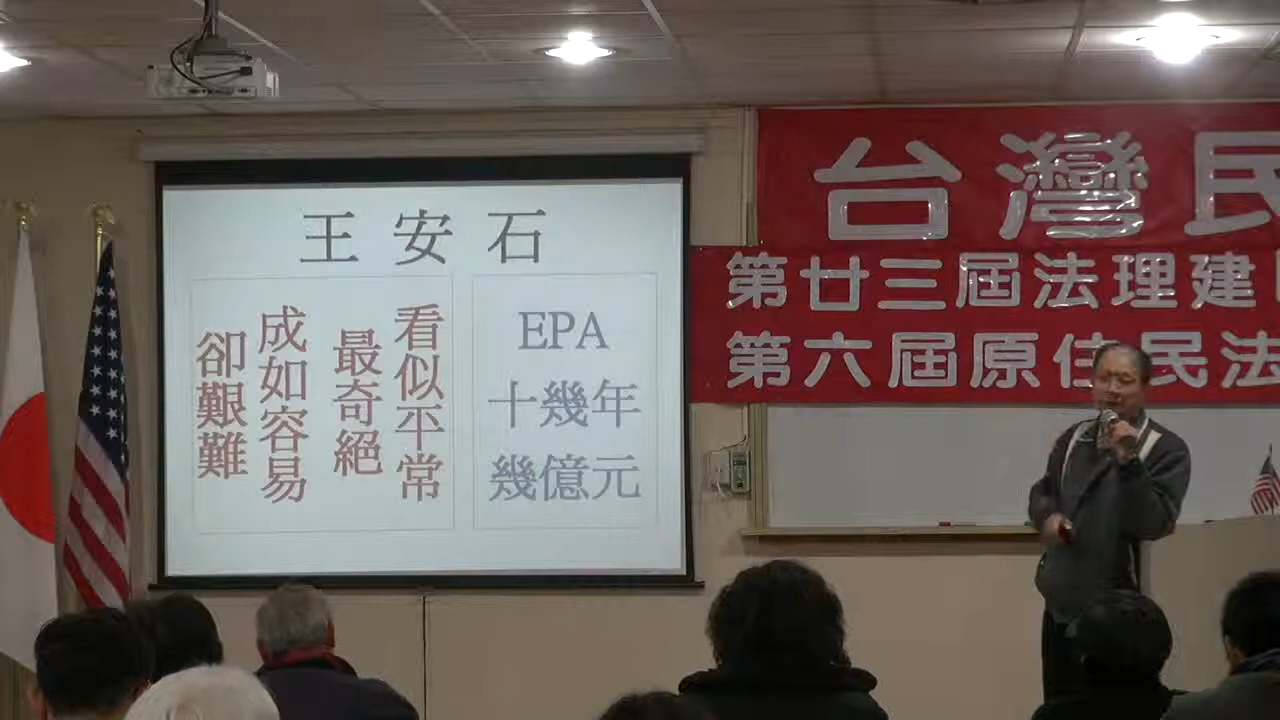 王安石
看似平常
最奇絕
成如容易
卻艱難
EPA
十幾年
幾億元
台灣民
第廿三屆法理建
第六屆原住民法